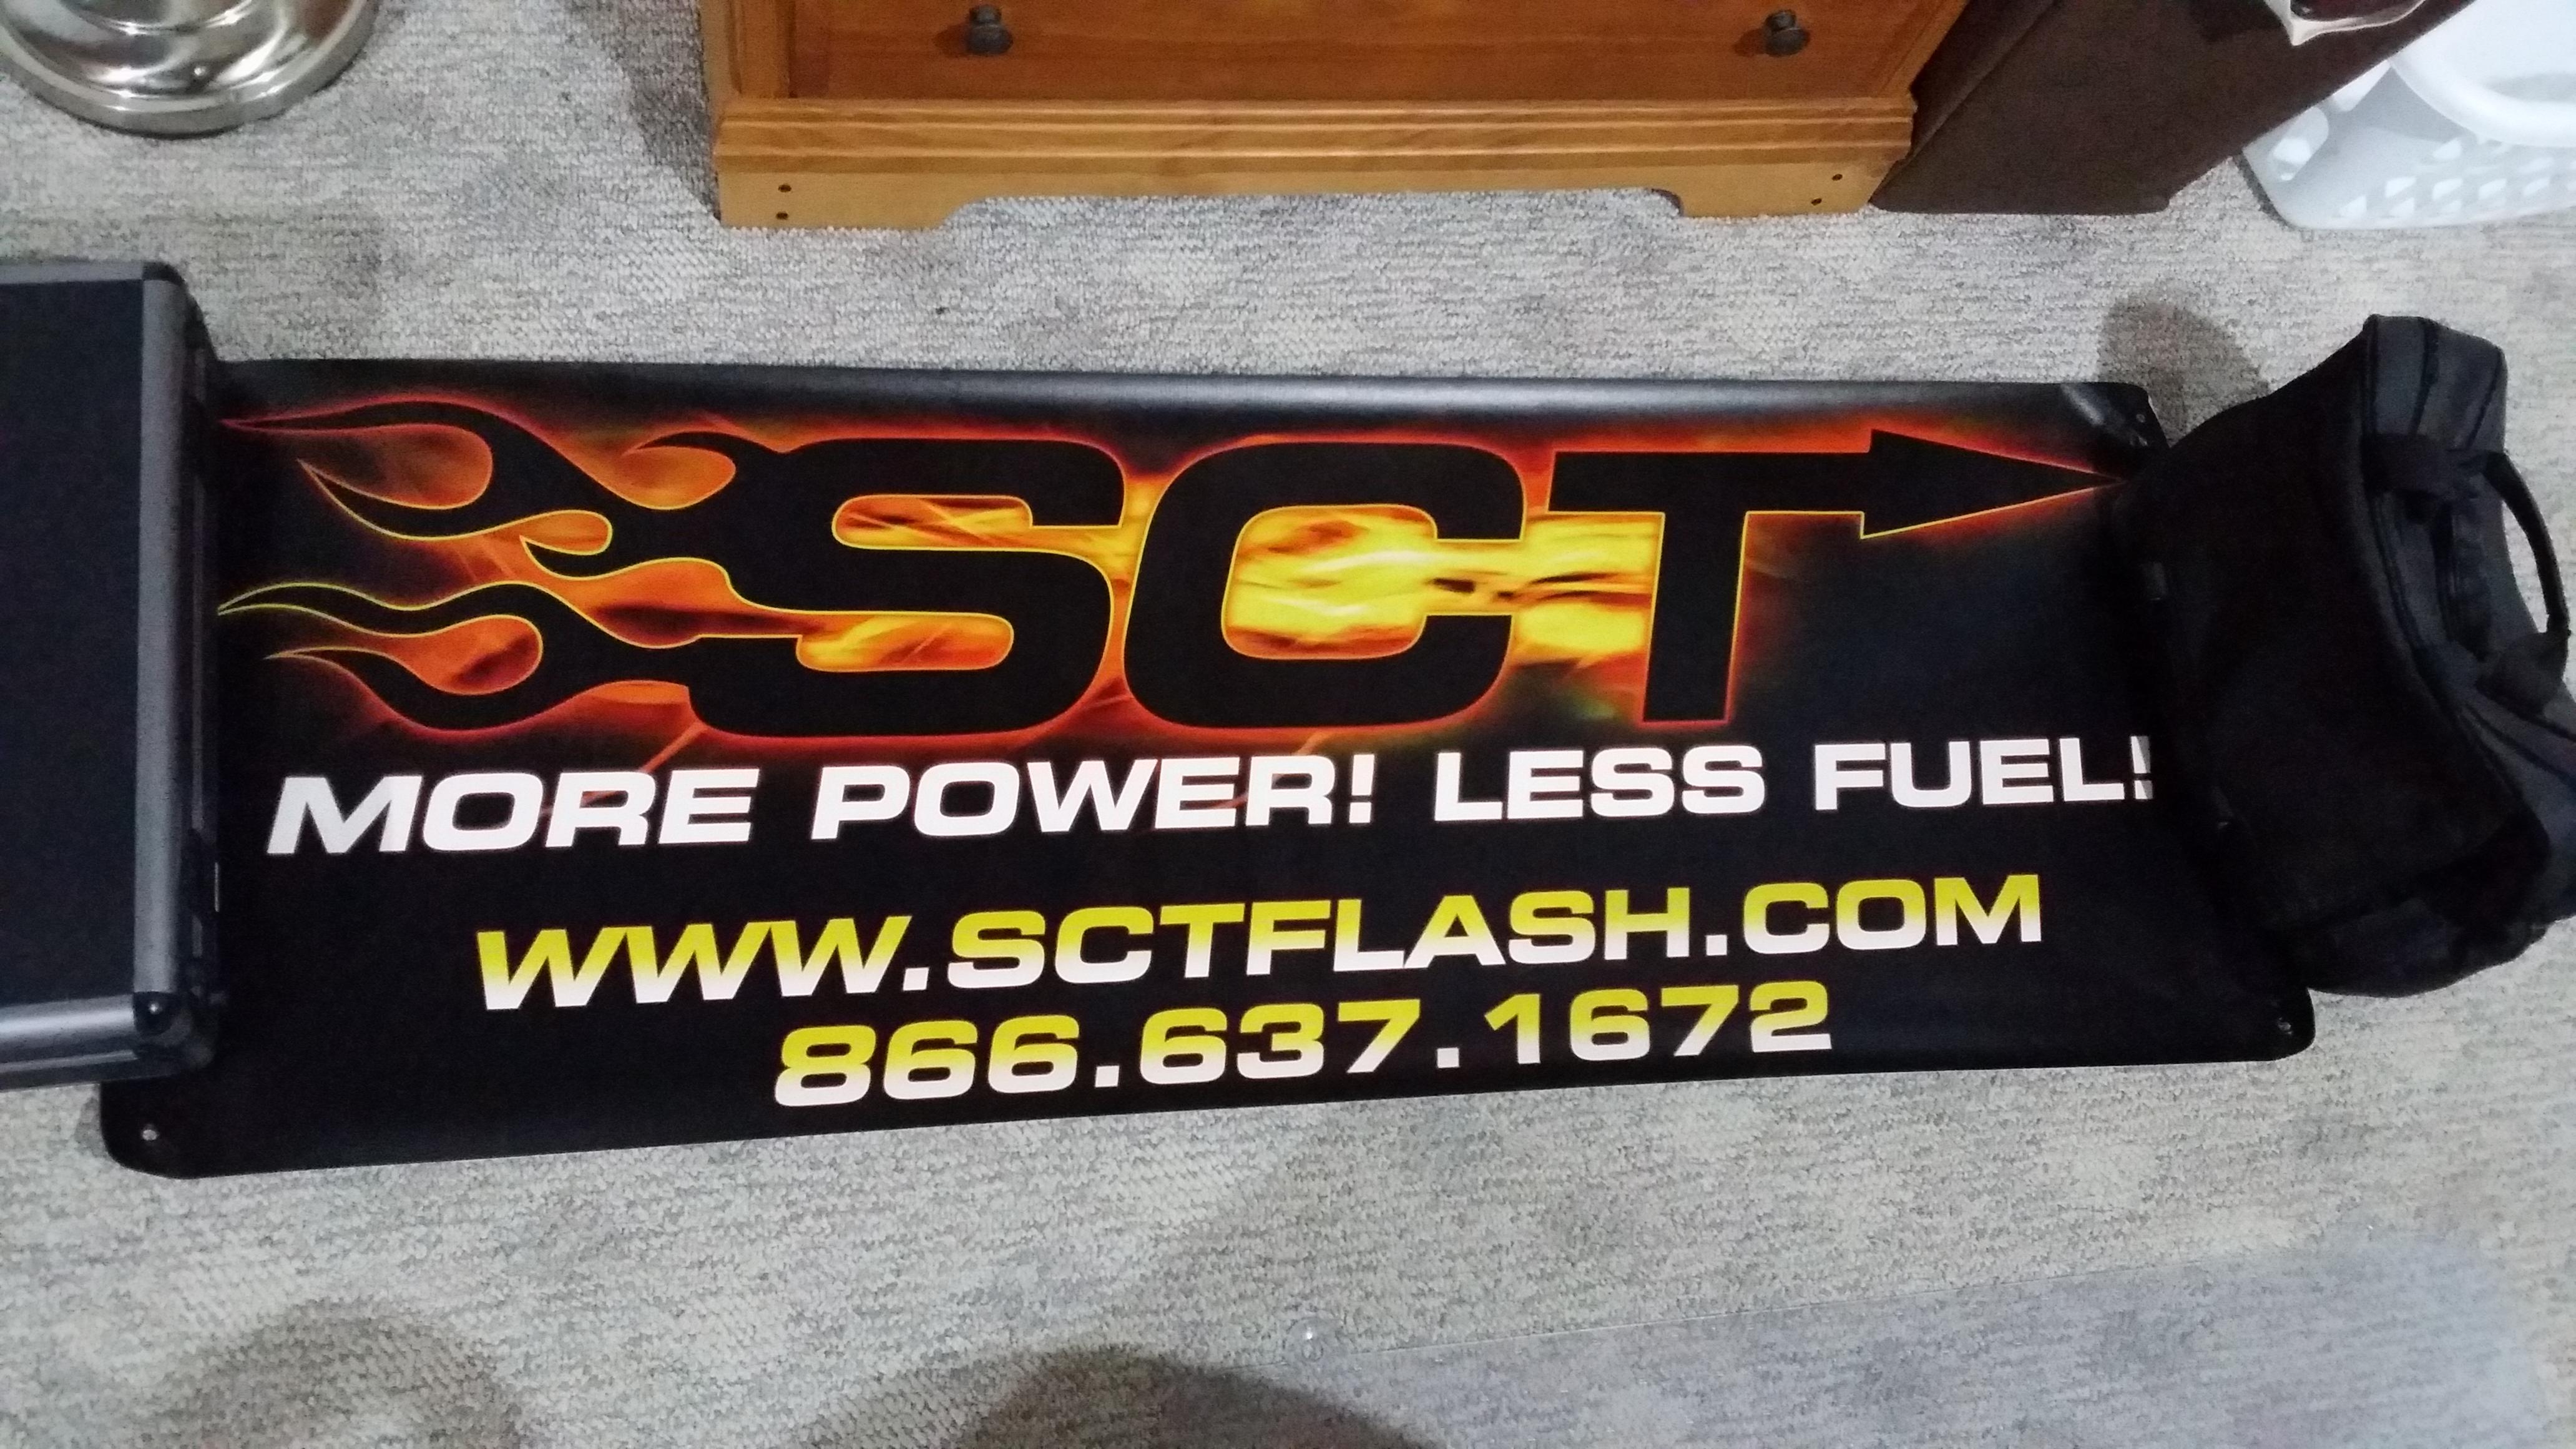 SCT
MORE POWER! LESS FUEL!
WWW.SCTFLASH.COM
866.637.1672